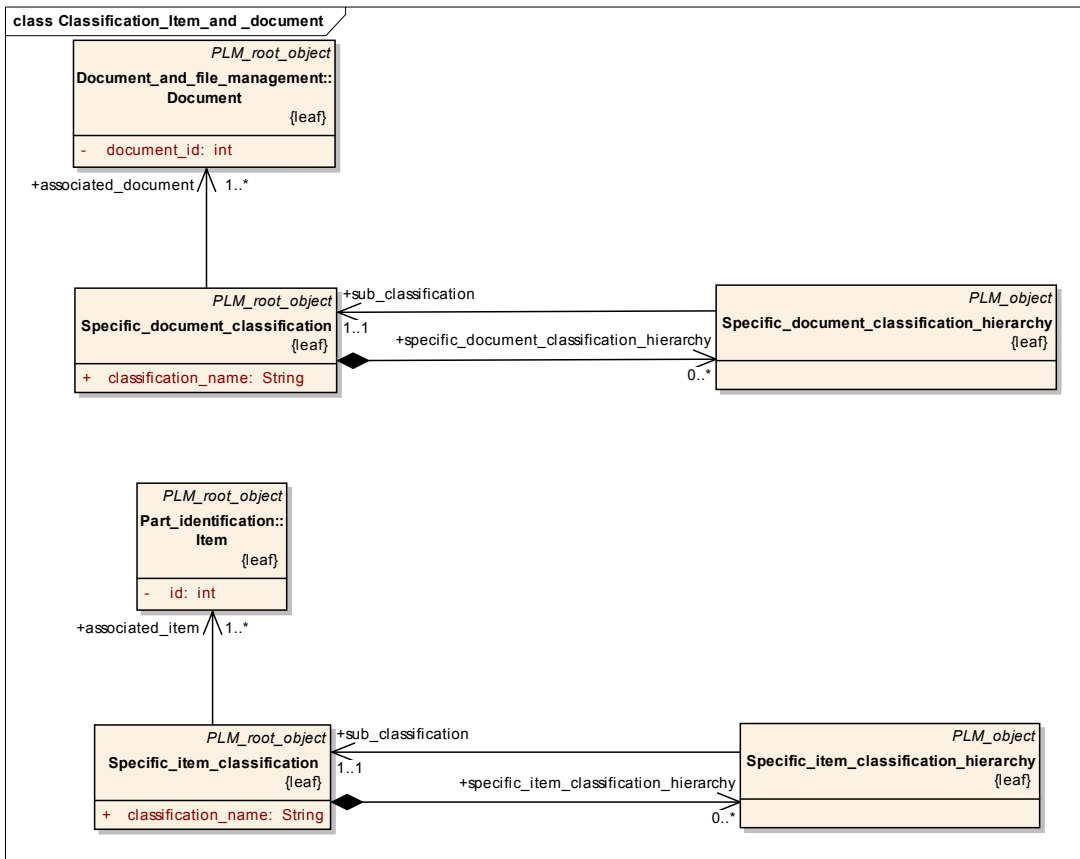 class Classification_Item_and _document
PLM_root_object
Document_and_file_management::
Document
{leaf}
- document_id: int
+associated_document 1..*
PLM_root_object
Specific_document_classification
{leaf}
+ classification_name: String
+sub_classification
1..1
+specific_document_classification_hierarchy
0..*
PLM_object
Specific_document_classification_hierarchy
{leaf}
PLM_root_object
Part_identification::
Item
{leaf}
- id: int
+associated_item 1..*
PLM_root_object
Specific_item_classification
{leaf}
+ classification_name: String
+sub_classification
1..1
+specific_item_classification_hierarchy
0..*
PLM_object
Specific_item_classification_hierarchy
{leaf}